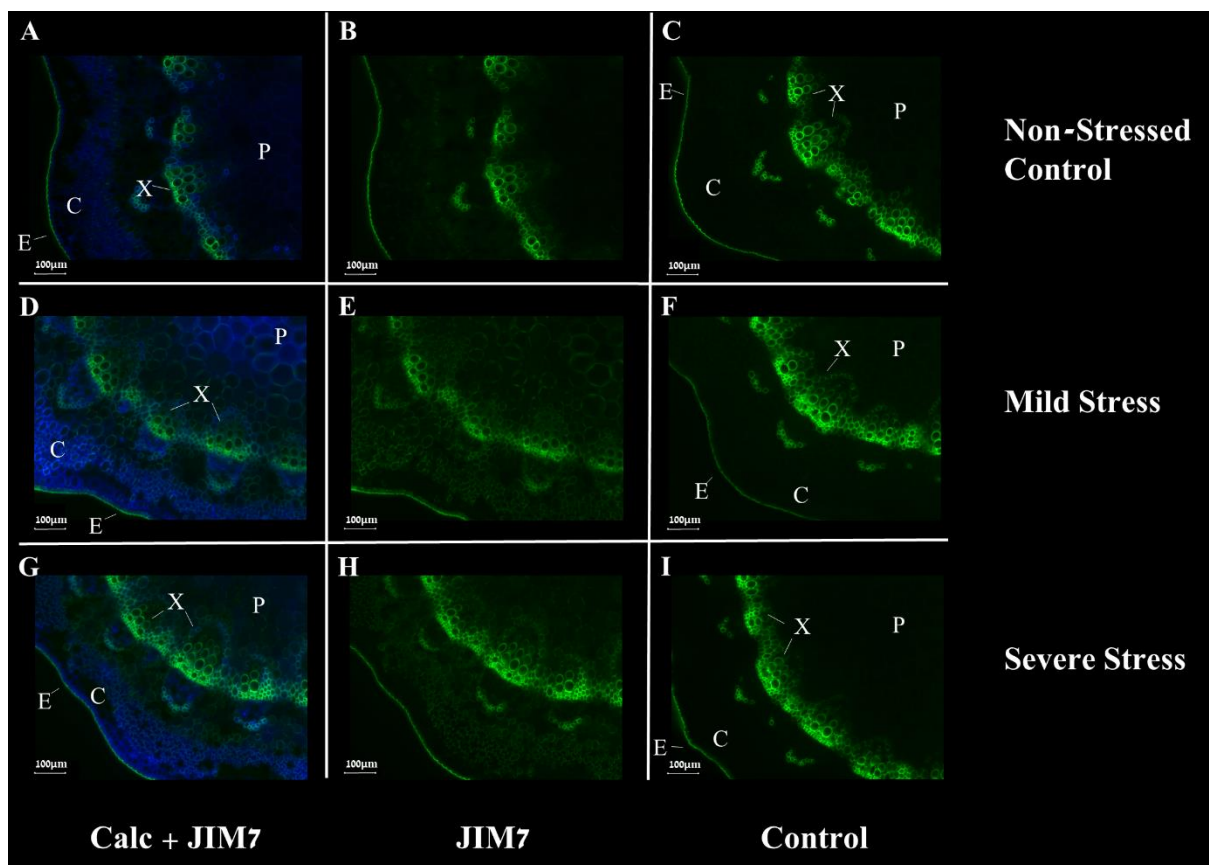 A
B
C
E
X
P
C
E
X
P
C
Non-Stressed
Control
100μm
100μm
100μm
D
E
F
P
X
C
E
X
P
E
C
Mild Stress
100μm
100μm
100μm
G
H
I
X
P
E
C
X
P
E
C
Severe Stress
100μm
100μm
100μm
Calc + JIM7
JIM7
Control